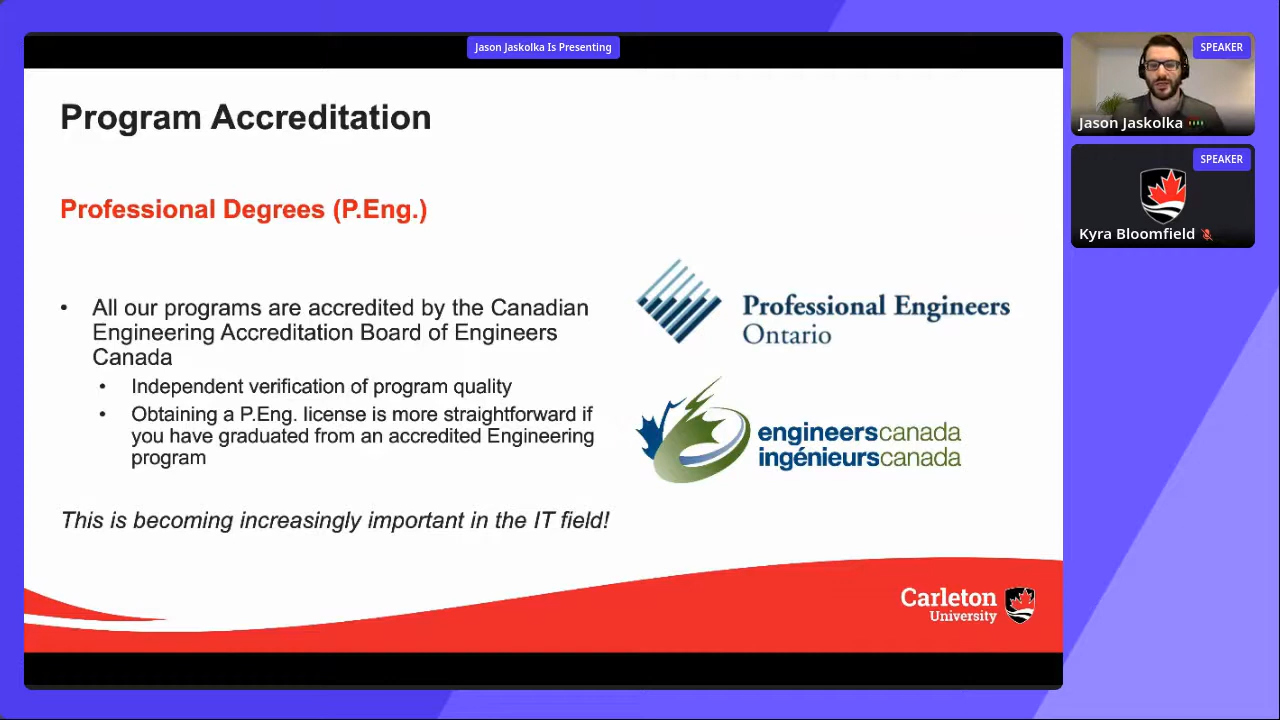 Jason Jaskolka Is Presenting
Program Accreditation
Professional Degrees (P.Eng.)
• All our programs are accredited by the Canadian
Engineering Accreditation Board of Engineers
Canada
• Independent verification of program quality
• Obtaining a P.Eng. license is more straightforward if
you have graduated from an accredited Engineering
program
This is becoming increasingly important in the IT field!
Professional Engineers
Ontario
engineerscanada
ingénieurscanada
Carleton
University
SPEAKER
Jason Jaskolka
SPEAKER
Kyra Bloomfield